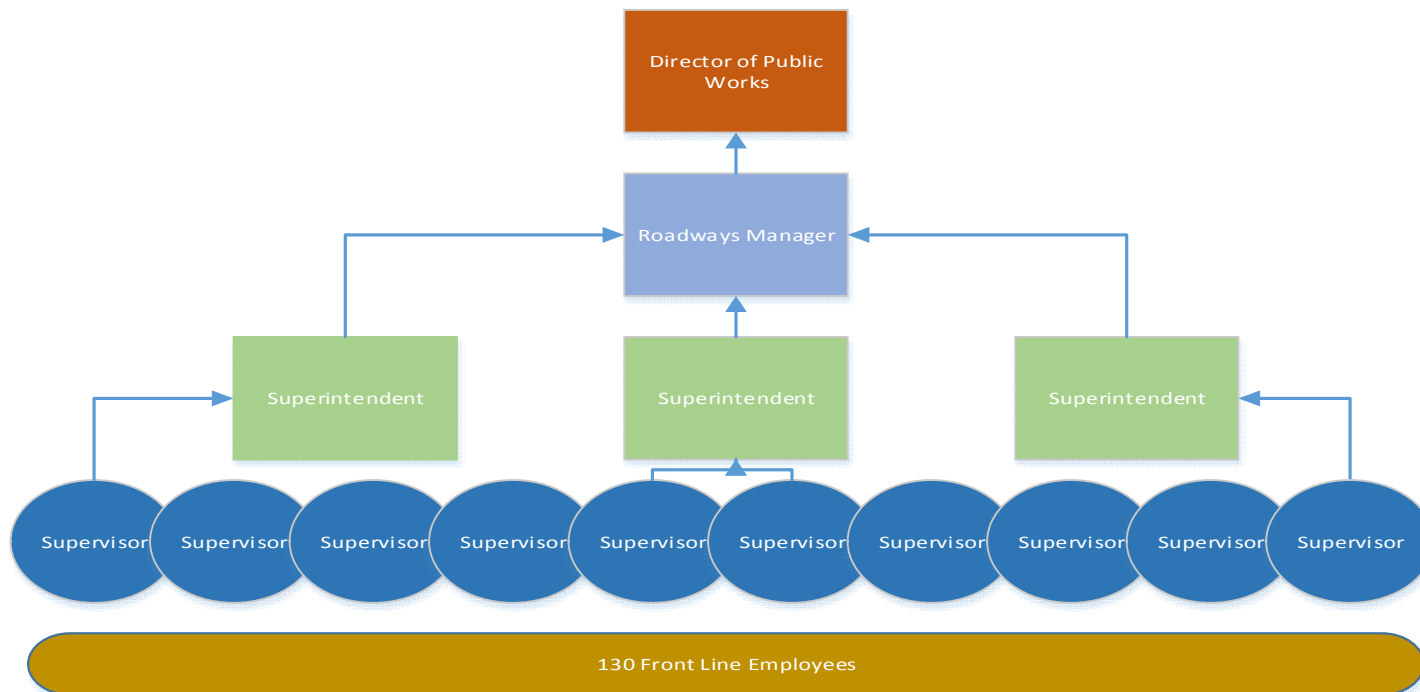 Director of Public
Works
Roadways Manager
Superintendent
Superintendent
Superintendent
Supervisor
Supervisor
Supervisor
Supervisor
Supervisor
Supervisor
Supervisor
Supervisor
Supervisor
Supervisor
130 Front Line Employees